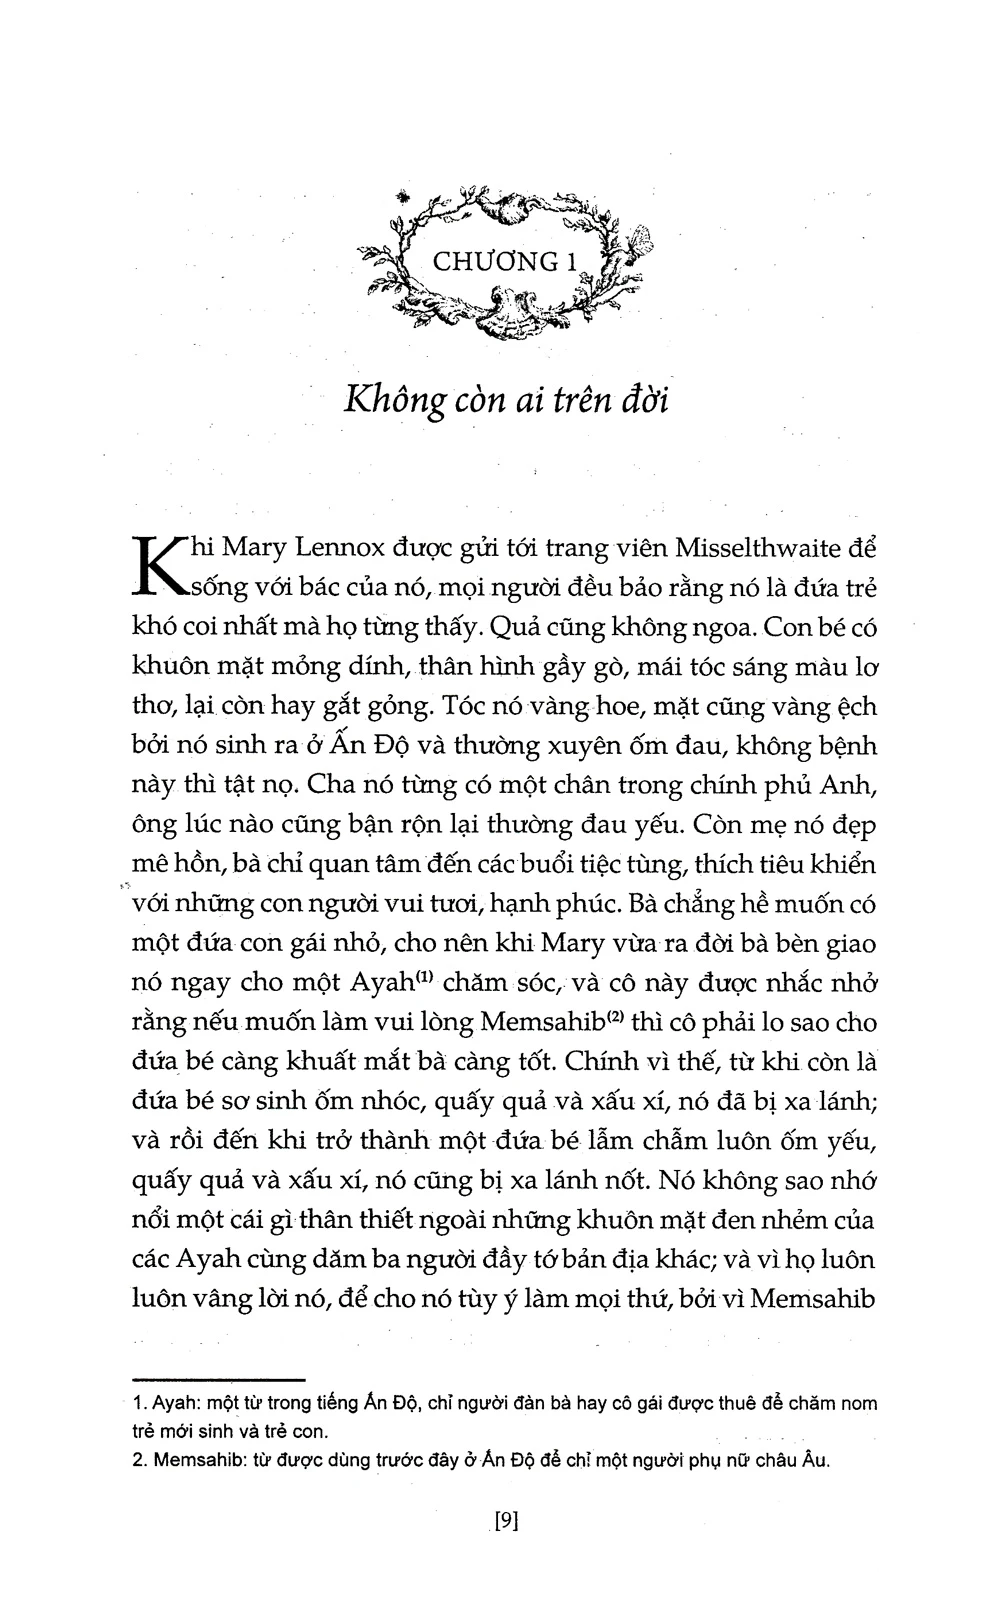 CHƯƠNG 1
Không còn ai trên đời
Khi Mary Lennox được gửi tới trang viên Misselthwaite để
sống với bác của nó, mọi người đều bảo rằng nó là đứa trẻ
khó coi nhất mà họ từng thấy. Quả cũng không ngoa. Con bé có
khuôn mặt mỏng dính, thân hình gầy gò, mái tóc sáng màu lơ
thơ, lại còn hay gắt gỏng. Tóc nó vàng hoe, mặt cũng vàng ệch
bởi nó sinh ra ở Ấn Độ và thường xuyên ốm đau, không bệnh
này thì tật nọ. Cha nó từng có một chân trong chính phủ Anh,
ông lúc nào cũng bận rộn lại thường đau yếu. Còn mẹ nó đẹp
mê hồn, bà chỉ quan tâm đến các buổi tiệc tùng, thích tiêu khiển
với những con người vui tươi, hạnh phúc. Bà chẳng hề muốn có
một đứa con gái nhỏ, cho nên khi Mary vừa ra đời bà bèn giao
nó ngay cho một Ayah(1) chăm sóc, và cô này được nhắc nhở
rằng nếu muốn làm vui lòng Memsahib(2) thì cô phải lo sao cho
đứa bé càng khuất mắt bà càng tốt. Chính vì thế, từ khi còn là
đứa bé sơ sinh ốm nhóc, quấy quả và xấu xí, nó đã bị xa lánh;
và rồi đến khi trở thành một đứa bé lẫm chẫm luôn ốm yếu,
quấy quả và xấu xí, nó cũng bị xa lánh nốt. Nó không sao nhớ
nổi một cái gì thân thiết ngoài những khuôn mặt đen nhẻm của
các Ayah cùng dăm ba người đầy tớ bản địa khác; và vì họ luôn
luôn vâng lời nó, để cho nó tùy ý làm mọi thứ, bởi vì Memsahib
1. Ayah: một từ trong tiếng Ấn Độ, chỉ người đàn bà hay cô gái được thuê để chăm nom
trẻ mới sinh và trẻ con.
2. Memsahib: từ được dùng trước đây ở Ấn Độ để chỉ một người phụ nữ châu Âu.
[9]